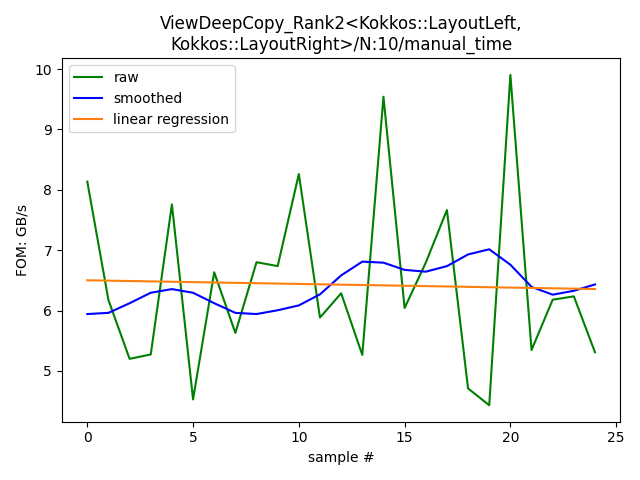 ViewDeepCopy_Rank2<Kokkos::LayoutLeft,
Kokkos::LayoutRight>/N:10/manual_time
raw
smoothed
linear regression
FOM: GB/s
10
9
8
7
6
5
0
5
10
15
20
25
sample #